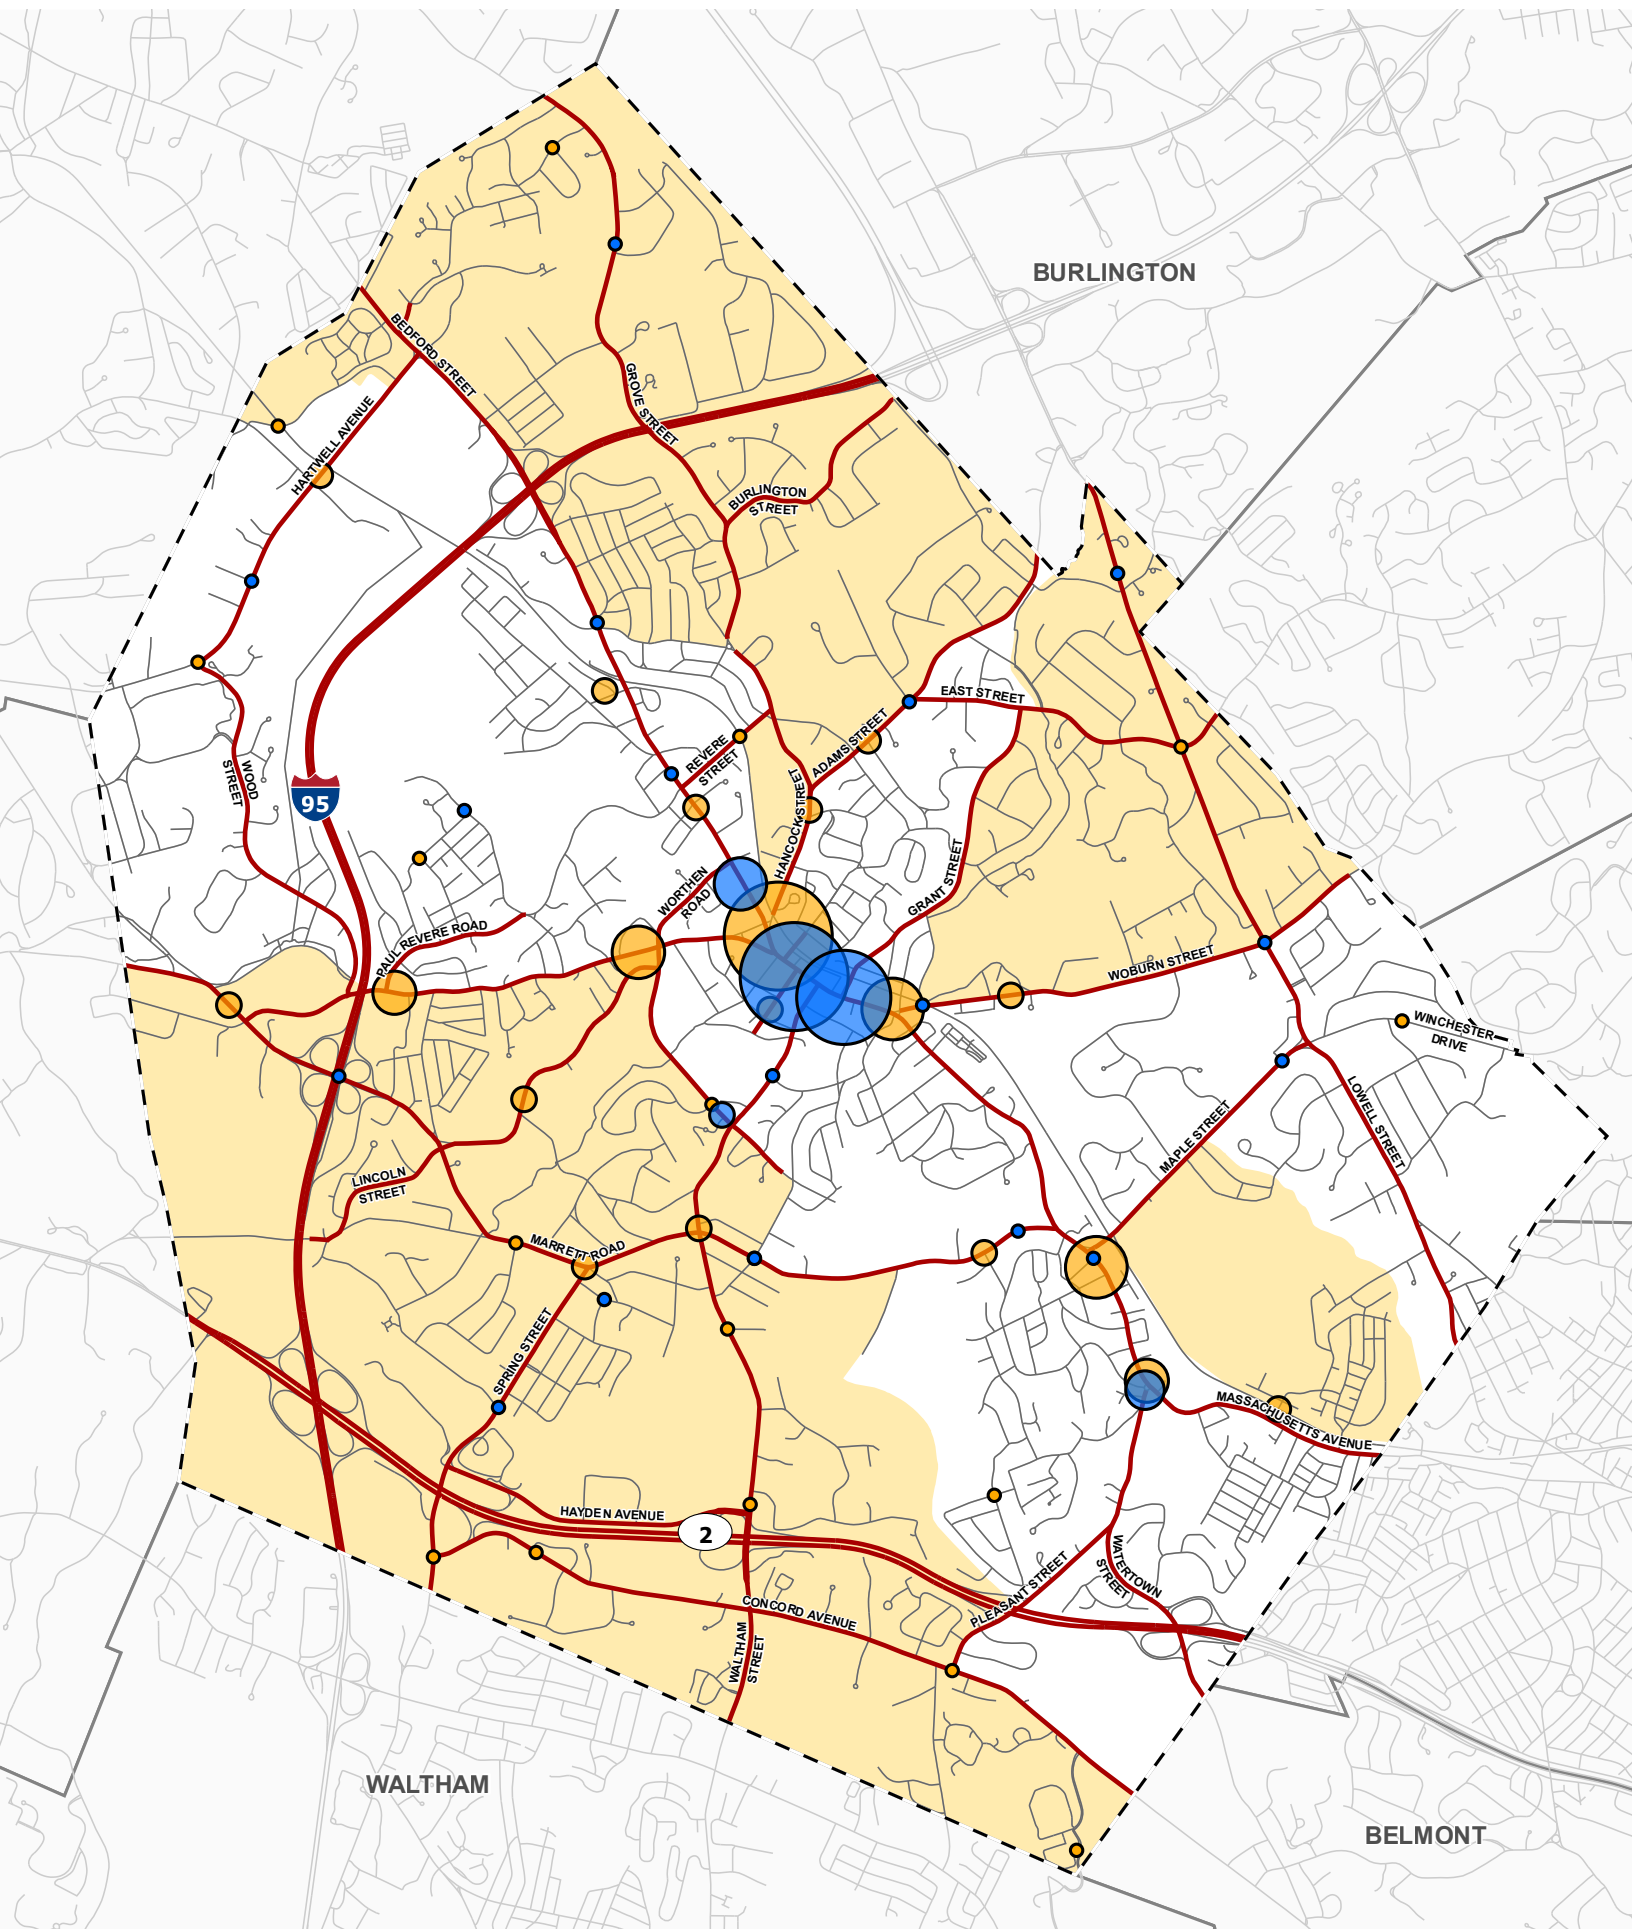 BURLINGTON
BEDFORD STREET
GROVE STREET
HARTWELL AVENUE
BURLINGTON
STREET
EAST STREET
ADAMS STREET
REVERE
STREET
WOOD
STREET
95
HANCOCK STREET
GRANT STREET
WORTHEN
ROAD
PAUL REVERE ROAD
WOBURN STREET
WINCHESTER
DRIVE
LOWELL STREET
MAPLE STREET
LINCOLN
STREET
MARRETT ROAD
SPRING STREET
MASSACHUSETTS AVENUE
HAYDEN AVENUE
2
WATERTOWN
STREET
PLEASANT STREET
CONCORD AVENUE
WALTHAM
STREET
WALTHAM
BELMONT